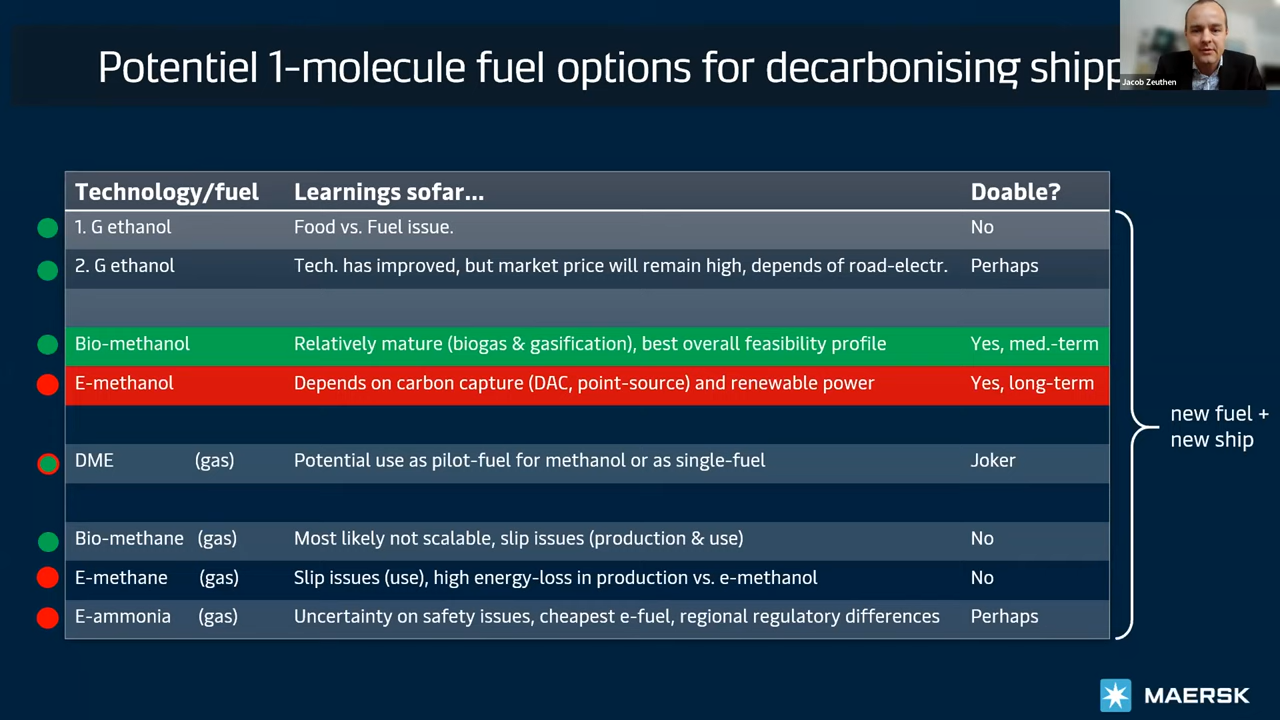 Potentiel 1-molecule fuel options for decarbonising shipp
Jacob Zeuthen
Technology/fuel Learnings sofar... Doable?
1. G ethanol Food vs. Fuel issue. No
2. G ethanol Tech. has improved, but market price will remain high, depends of road-electr. Perhaps
Bio-methanol Relatively mature (biogas & gasification), best overall feasibility profile Yes, med.-term
E-methanol Depends on carbon capture (DAC, point-source) and renewable power Yes, long-term
DME (gas) Potential use as pilot-fuel for methanol or as single-fuel Joker
Bio-methane (gas) Most likely not scalable, slip issues (production & use) No
E-methane (gas) Slip issues (use), high energy-loss in production vs. e-methanol No
E-ammonia (gas) Uncertainty on safety issues, cheapest e-fuel, regional regulatory differences Perhaps
new fuel +
new ship
MAERSK